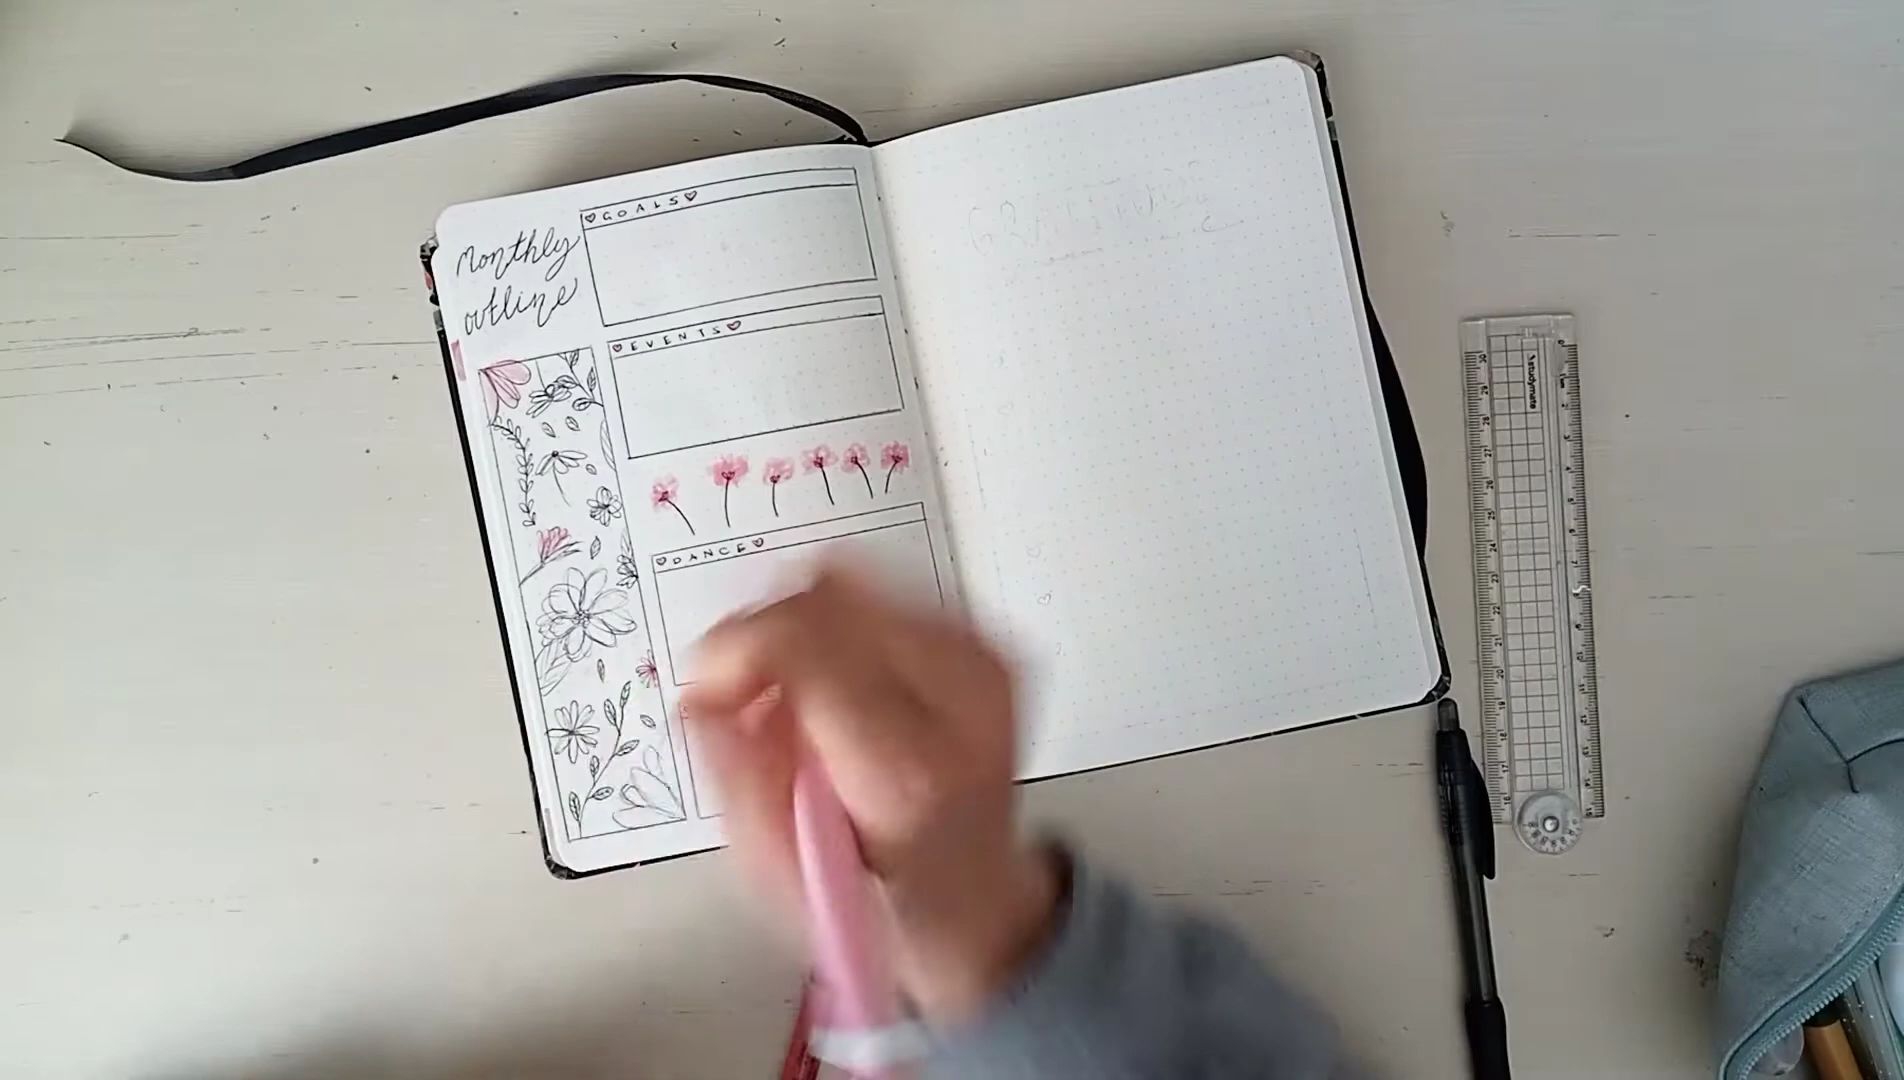 Monthly
outline
GOALS
EVENTS
DANCE
GRATITUDE
studymate